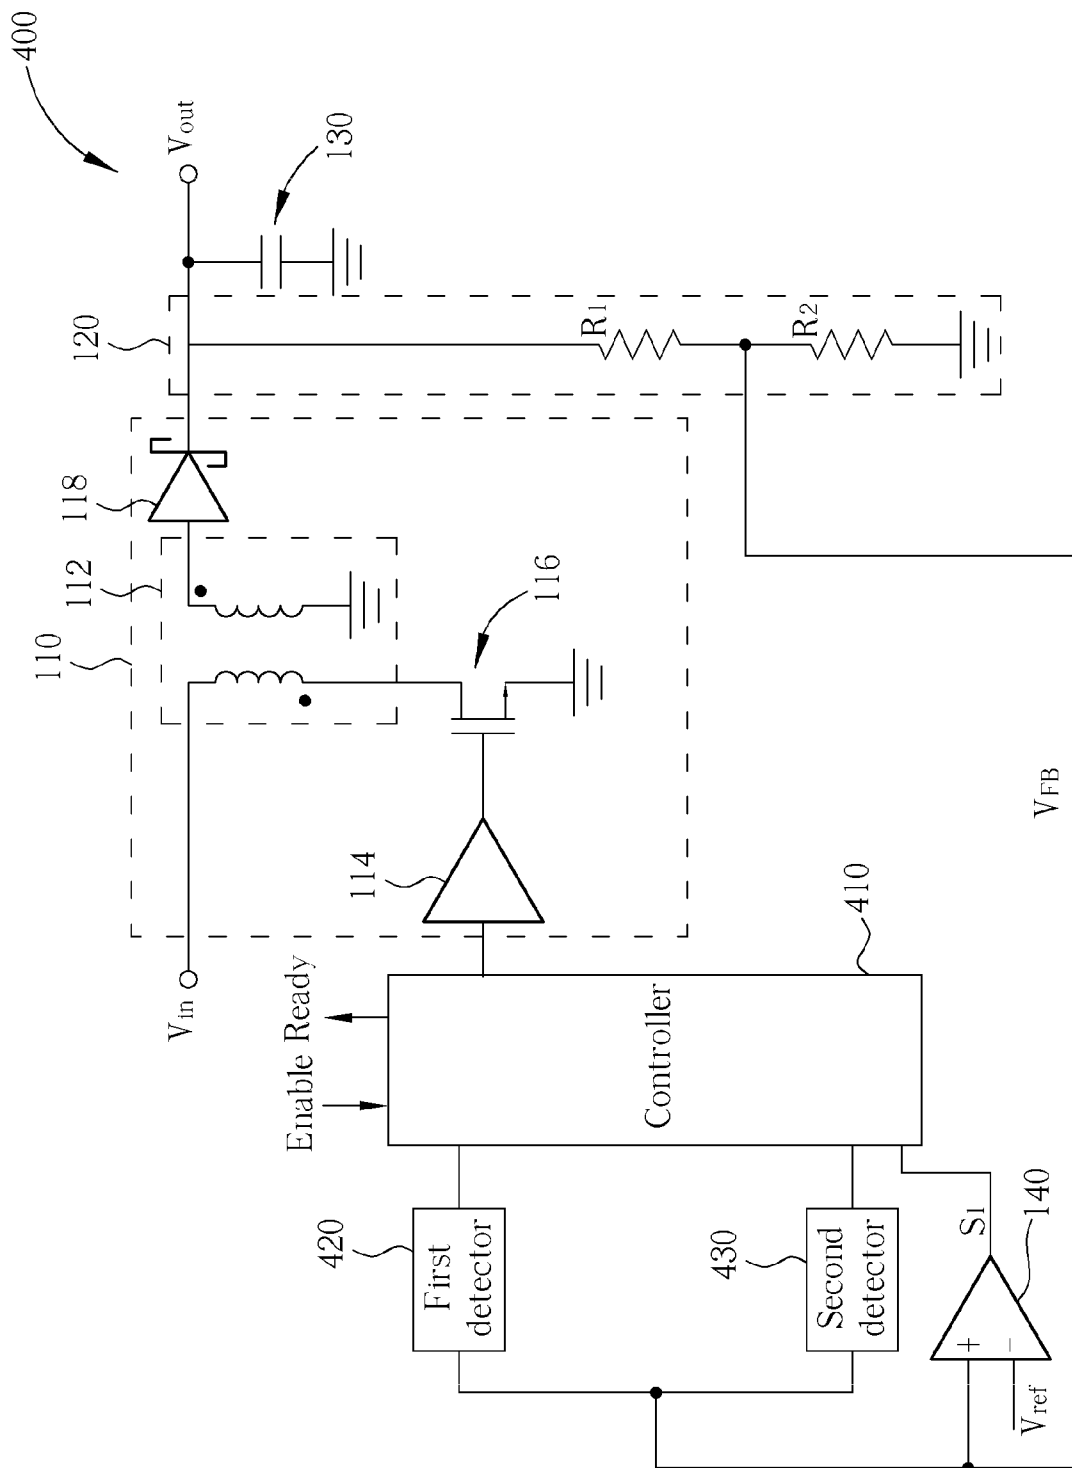 400
Vout
130
120
R1
R2
118
112
110
116
114
VFB
Vin
Enable Ready
Controller
410
420
First
detector
430
Second
detector
S1
140
+
−
Vref